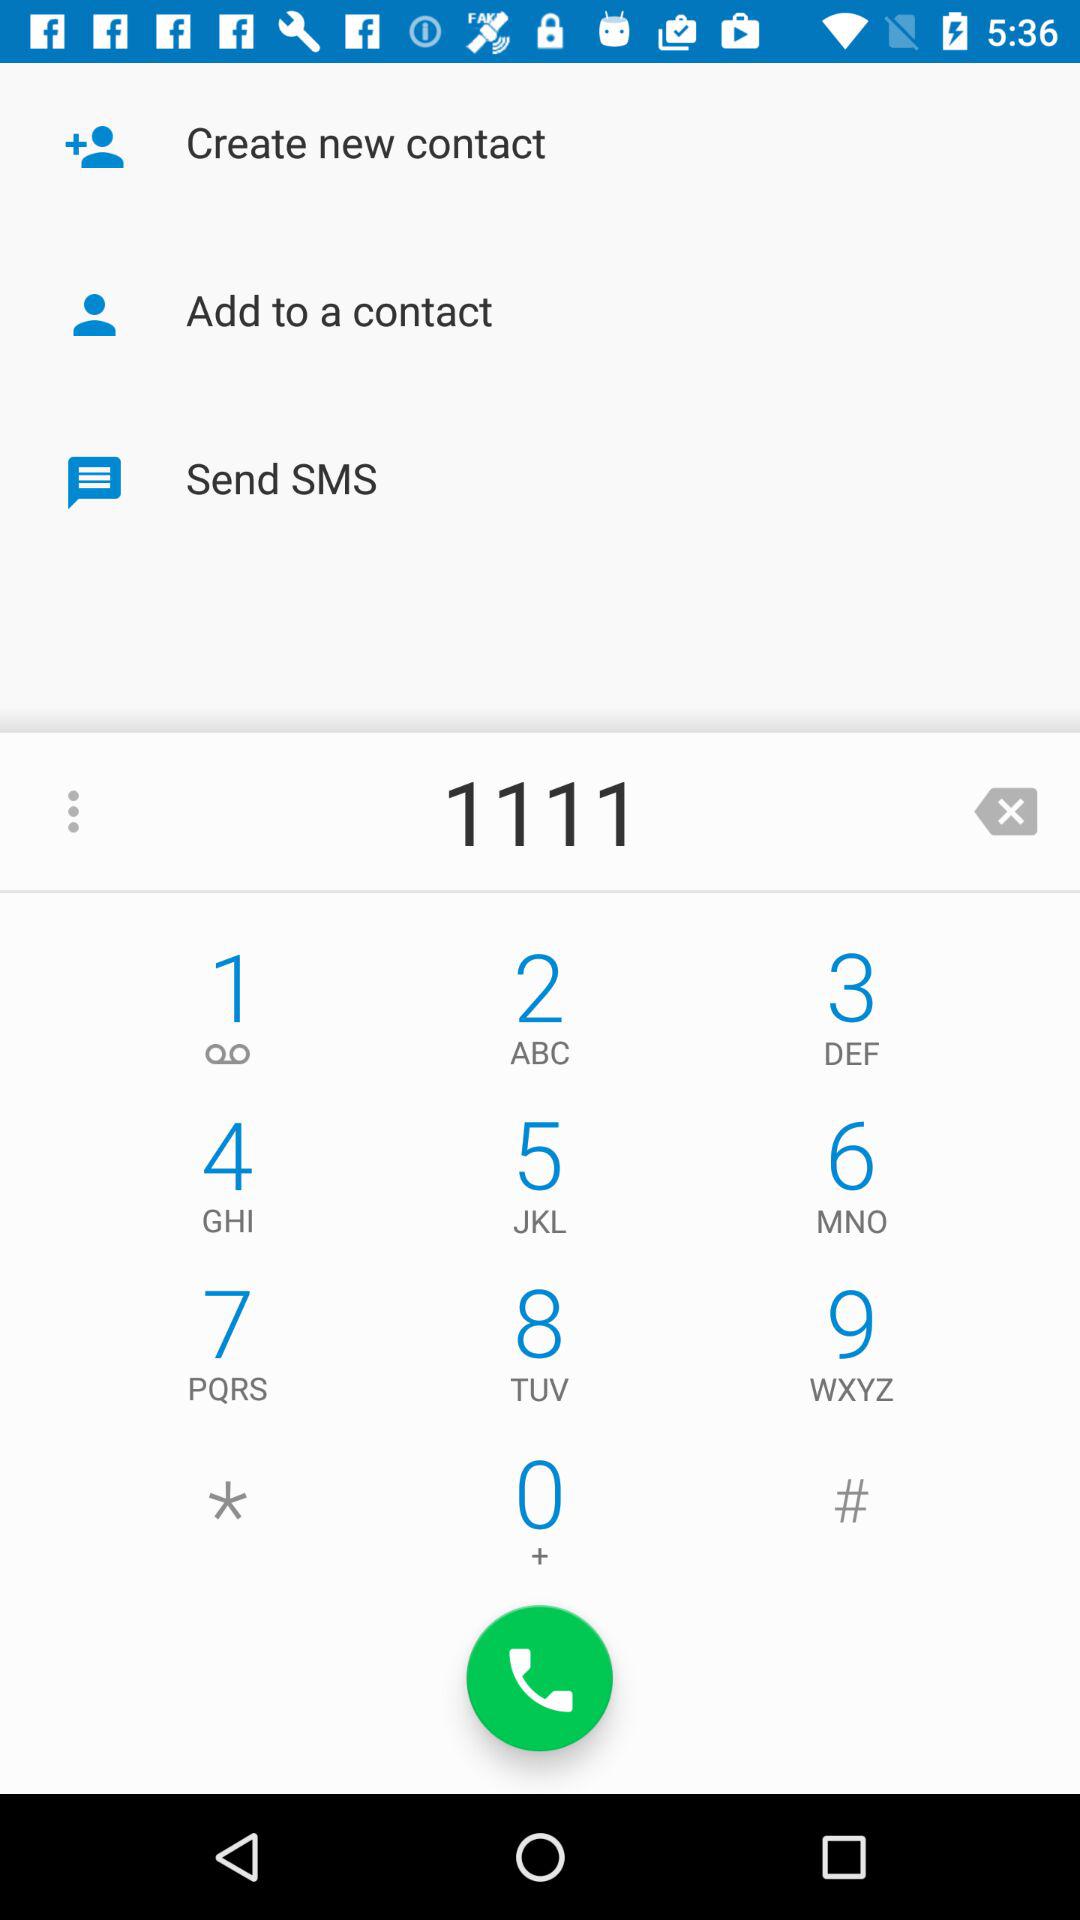 FAKE
5:36
Create new contact
Add to a contact
Send SMS
1111
1 2 3
ABC DEF
4 5 6
GHI JKL MNO
7 8 9
PQRS TUV WXYZ
* 0 #
+